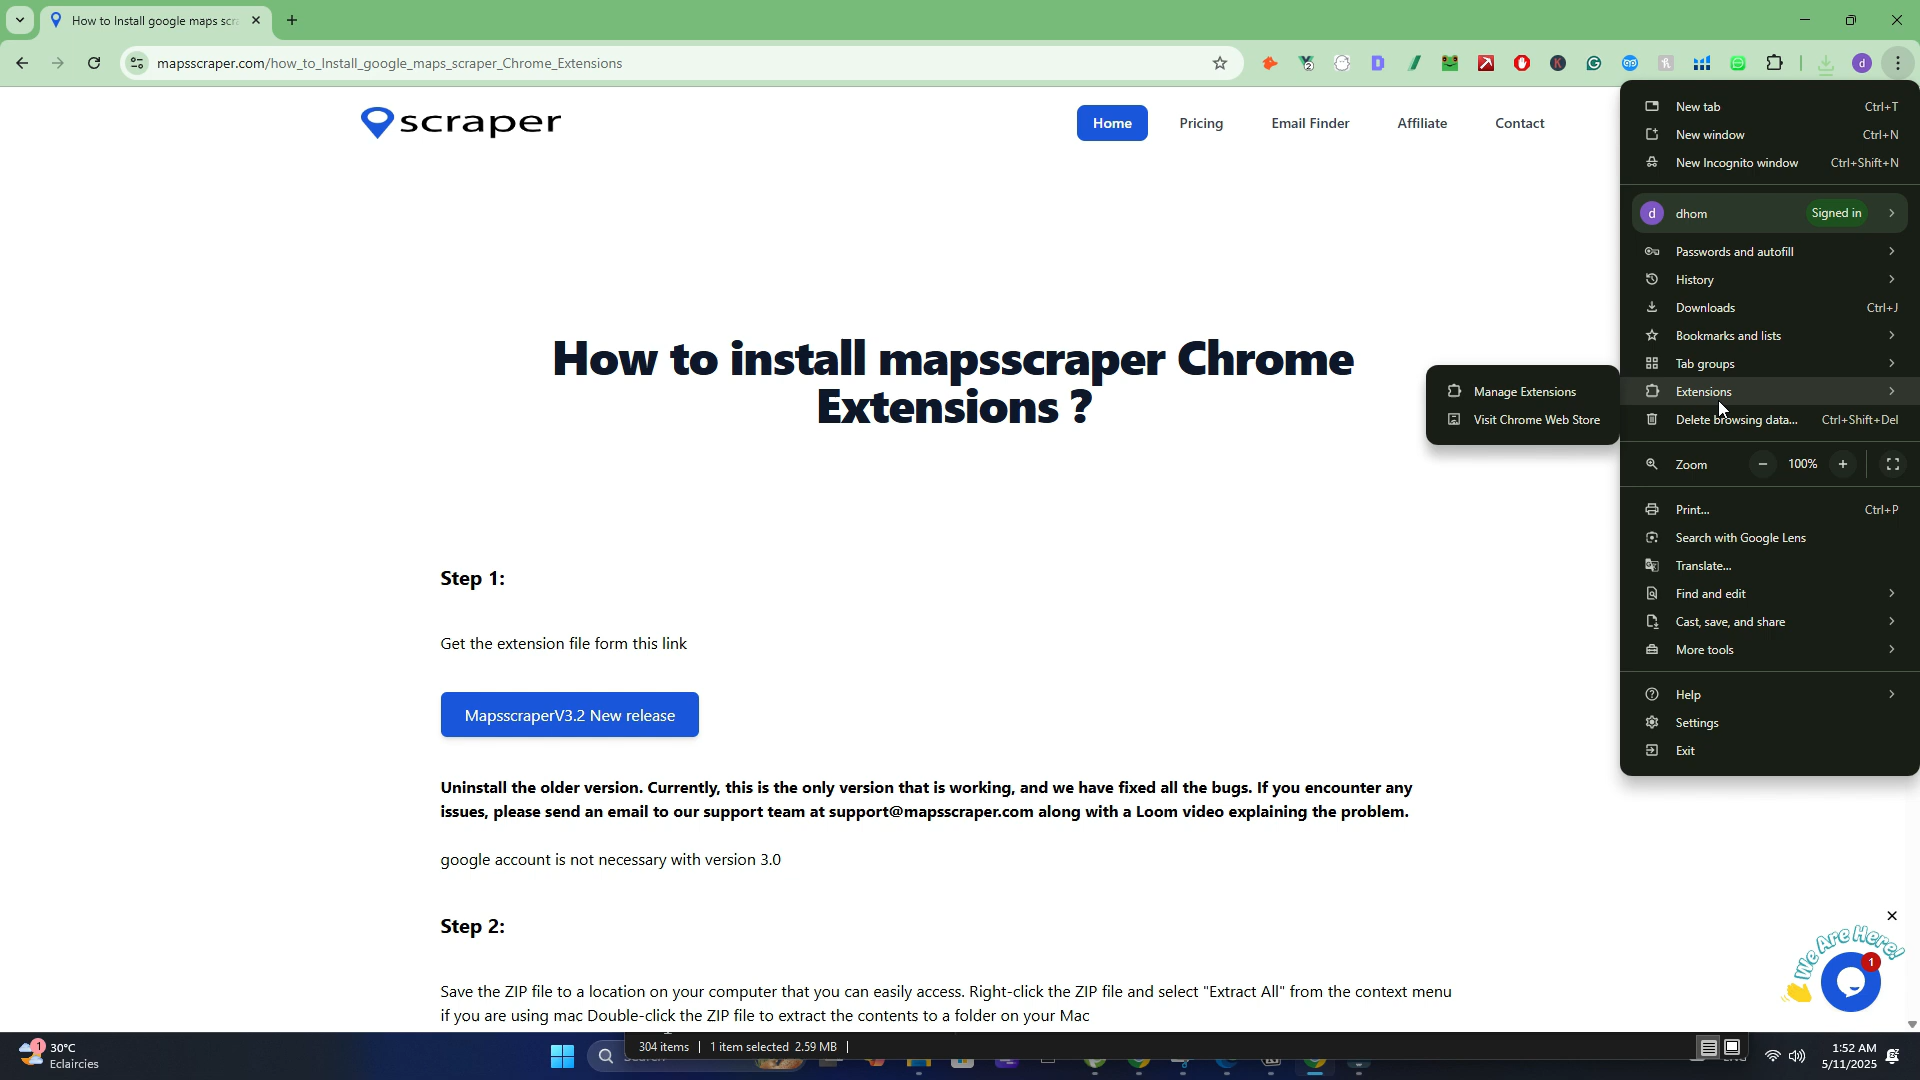 How to Install google maps scra
mapsscraper.com/how_to_Install_google_maps_scraper_Chrome_Extensions
d
scraper
Home
Pricing
Email Finder
Affiliate
Contact
New tab Ctrl+T
New window Ctrl+N
New Incognito window Ctrl+Shift+N
d dhom Signed in
Passwords and autofill
History
Downloads Ctrl+J
Bookmarks and lists
Tab groups
Extensions
Delete browsing data... Ctrl+Shift+Del
Zoom − 100% +
Print... Ctrl+P
Search with Google Lens
Translate...
Find and edit
Cast, save, and share
More tools
Help
Settings
Exit
Manage Extensions
Visit Chrome Web Store
How to install mapsscraper Chrome
Extensions ?
Step 1:
Get the extension file form this link
MapsscraperV3.2 New release
Uninstall the older version. Currently, this is the only version that is working, and we have fixed all the bugs. If you encounter any
issues, please send an email to our support team at support@mapsscraper.com along with a Loom video explaining the problem.
google account is not necessary with version 3.0
Step 2:
Save the ZIP file to a location on your computer that you can easily access. Right-click the ZIP file and select "Extract All" from the context menu
if you are using mac Double-click the ZIP file to extract the contents to a folder on your Mac
We Are Here!
1
1
30°C
Eclaircies
304 items 1 item selected 2.59 MB
1:52 AM
5/11/2025